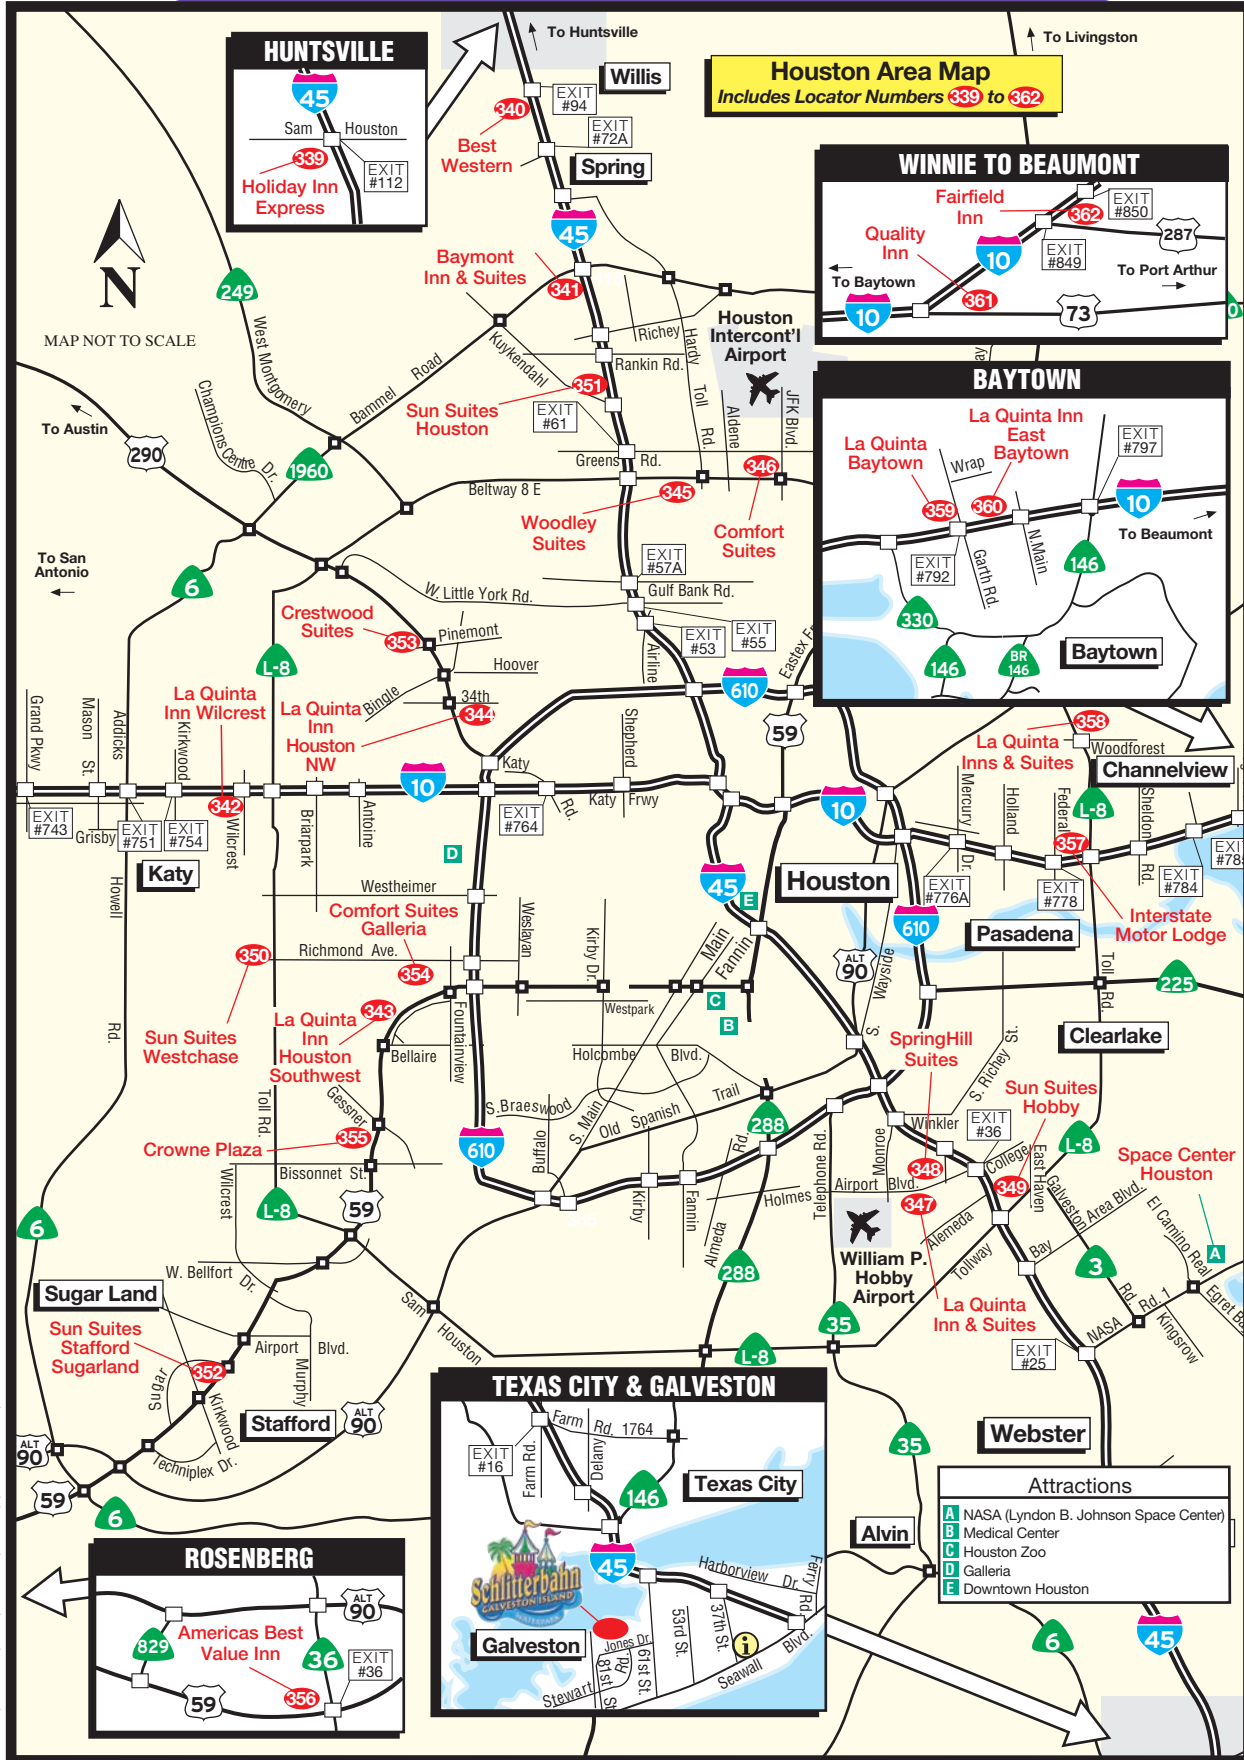 HUNTSVILLE
45
Sam Houston
339
EXIT
#112
Holiday Inn
Express
To Huntsville
Willis
EXIT
#94
340
EXIT
#72A
Best
Western
Spring
45
To Livingston
Houston Area Map
Includes Locator Numbers 339 to 362
WINNIE TO BEAUMONT
Fairfield
Inn
362
EXIT
#850
Quality
Inn
287
10
EXIT
#849
To Baytown
To Port Arthur
361
10
73
N
MAP NOT TO SCALE
249
West Montgomery
Baymont
Inn & Suites
341
Kuykendahl
Richey
Hardy
Toll
Rd.
Rankin Rd.
Houston
Intercont'l
Airport
Bammel Road
351
Sun Suites
Houston
EXIT
#61
Aldene
JFK Blvd.
Champions Centre Dr.
To Austin
290
1960
Greens Rd.
346
Beltway 8 E
345
Woodley
Suites
Comfort
Suites
BAYTOWN
La Quinta Inn
East
Baytown
La Quinta
Baytown
Wrap
EXIT
#797
359
360
10
To Beaumont
EXIT
#792
Garth Rd.
N.Main
146
330
146
BR
146
Baytown
To San
Antonio
6
EXIT
#57A
W. Little York Rd.
Gulf Bank Rd.
EXIT
#53
EXIT
#55
Airline
Crestwood
Suites
353
Pinemont
L-8
Hoover
Bingle
34th
344
La Quinta
Inn Wilcrest
La Quinta
Inn
Houston
NW
610
59
Shepherd
Grand Pkwy
Mason St.
Addicks
Kirkwood
Katy Rd.
10
Katy Frwy
342
Wilcrest
Briarpark
Antoine
EXIT
#764
EXIT
#743
Grisby
EXIT
#751
EXIT
#754
Katy
Howell
Rd.
10
Mercury
Dr.
Holland
Federal
358
La Quinta
Inns & Suites
Woodforest
Channelview
L-8
357
Sheldon
Rd.
EXIT
#776A
EXIT
#778
EXIT
#784
Interstate
Motor Lodge
D
45
E
Houston
610
Pasadena
Westheimer
Comfort Suites
Galleria
350
Richmond Ave.
354
Weslayan
Kirby Dr.
Main
Fannin
ALT
90
Wayside
S.
Toll
Rd.
225
Westpark
C
B
Sun Suites
Westchase
La Quinta
Inn
Houston
Southwest
343
Bellaire
Fountainview
Holcombe Blvd.
SpringHill
Suites
S. Richey St.
Clearlake
Sun Suites
Hobby
Toll Rd.
Gessner
S. Braeswood
S. Main
Old Spanish Trail
288
Winkler
EXIT
#36
L-8
Crowne Plaza
355
610
Buffalo
Rd.
Monroe
348
College
East Haven
Space Center
Houston
Bissonnet St.
Wilcrest
L-8
59
6
Kirby
Fannin
Almeda
Holmes
Telephone Rd.
Airport Blvd.
347
349
Galveston
Rd.
Area Blvd.
Bay
El Camino Real
A
Alemeda
Tollway
William P.
Hobby
Airport
288
3
W. Bellfort Dr.
Sugar Land
Sam
Houston
La Quinta
Inn & Suites
35
NASA Rd. 1
Kingsrow
Sun Suites
Stafford
Sugarland
Airport Blvd.
L-8
EXIT
#25
352
Sugar
Kirkwood
Murphy
Stafford
ALT
90
ALT
90
Techniplex Dr.
59
6
Webster
35
Alvin
Attractions
A NASA (Lyndon B. Johnson Space Center)
B Medical Center
C Houston Zoo
D Galleria
E Downtown Houston
6
45
TEXAS CITY & GALVESTON
Farm Rd. 1764
EXIT
#16
Farm Rd.
Delany
146
Texas City
Schlitterbahn
GALVESTON ISLAND
WATERPARK
45
Harborview Dr.
Ferry Rd.
Galveston
Jones Dr.
53rd St.
37th St.
i
61st St.
81st St.
Stewart Rd.
Seawall Blvd.
ROSENBERG
ALT
90
829
Americas Best
Value Inn
36
EXIT
#36
59
356